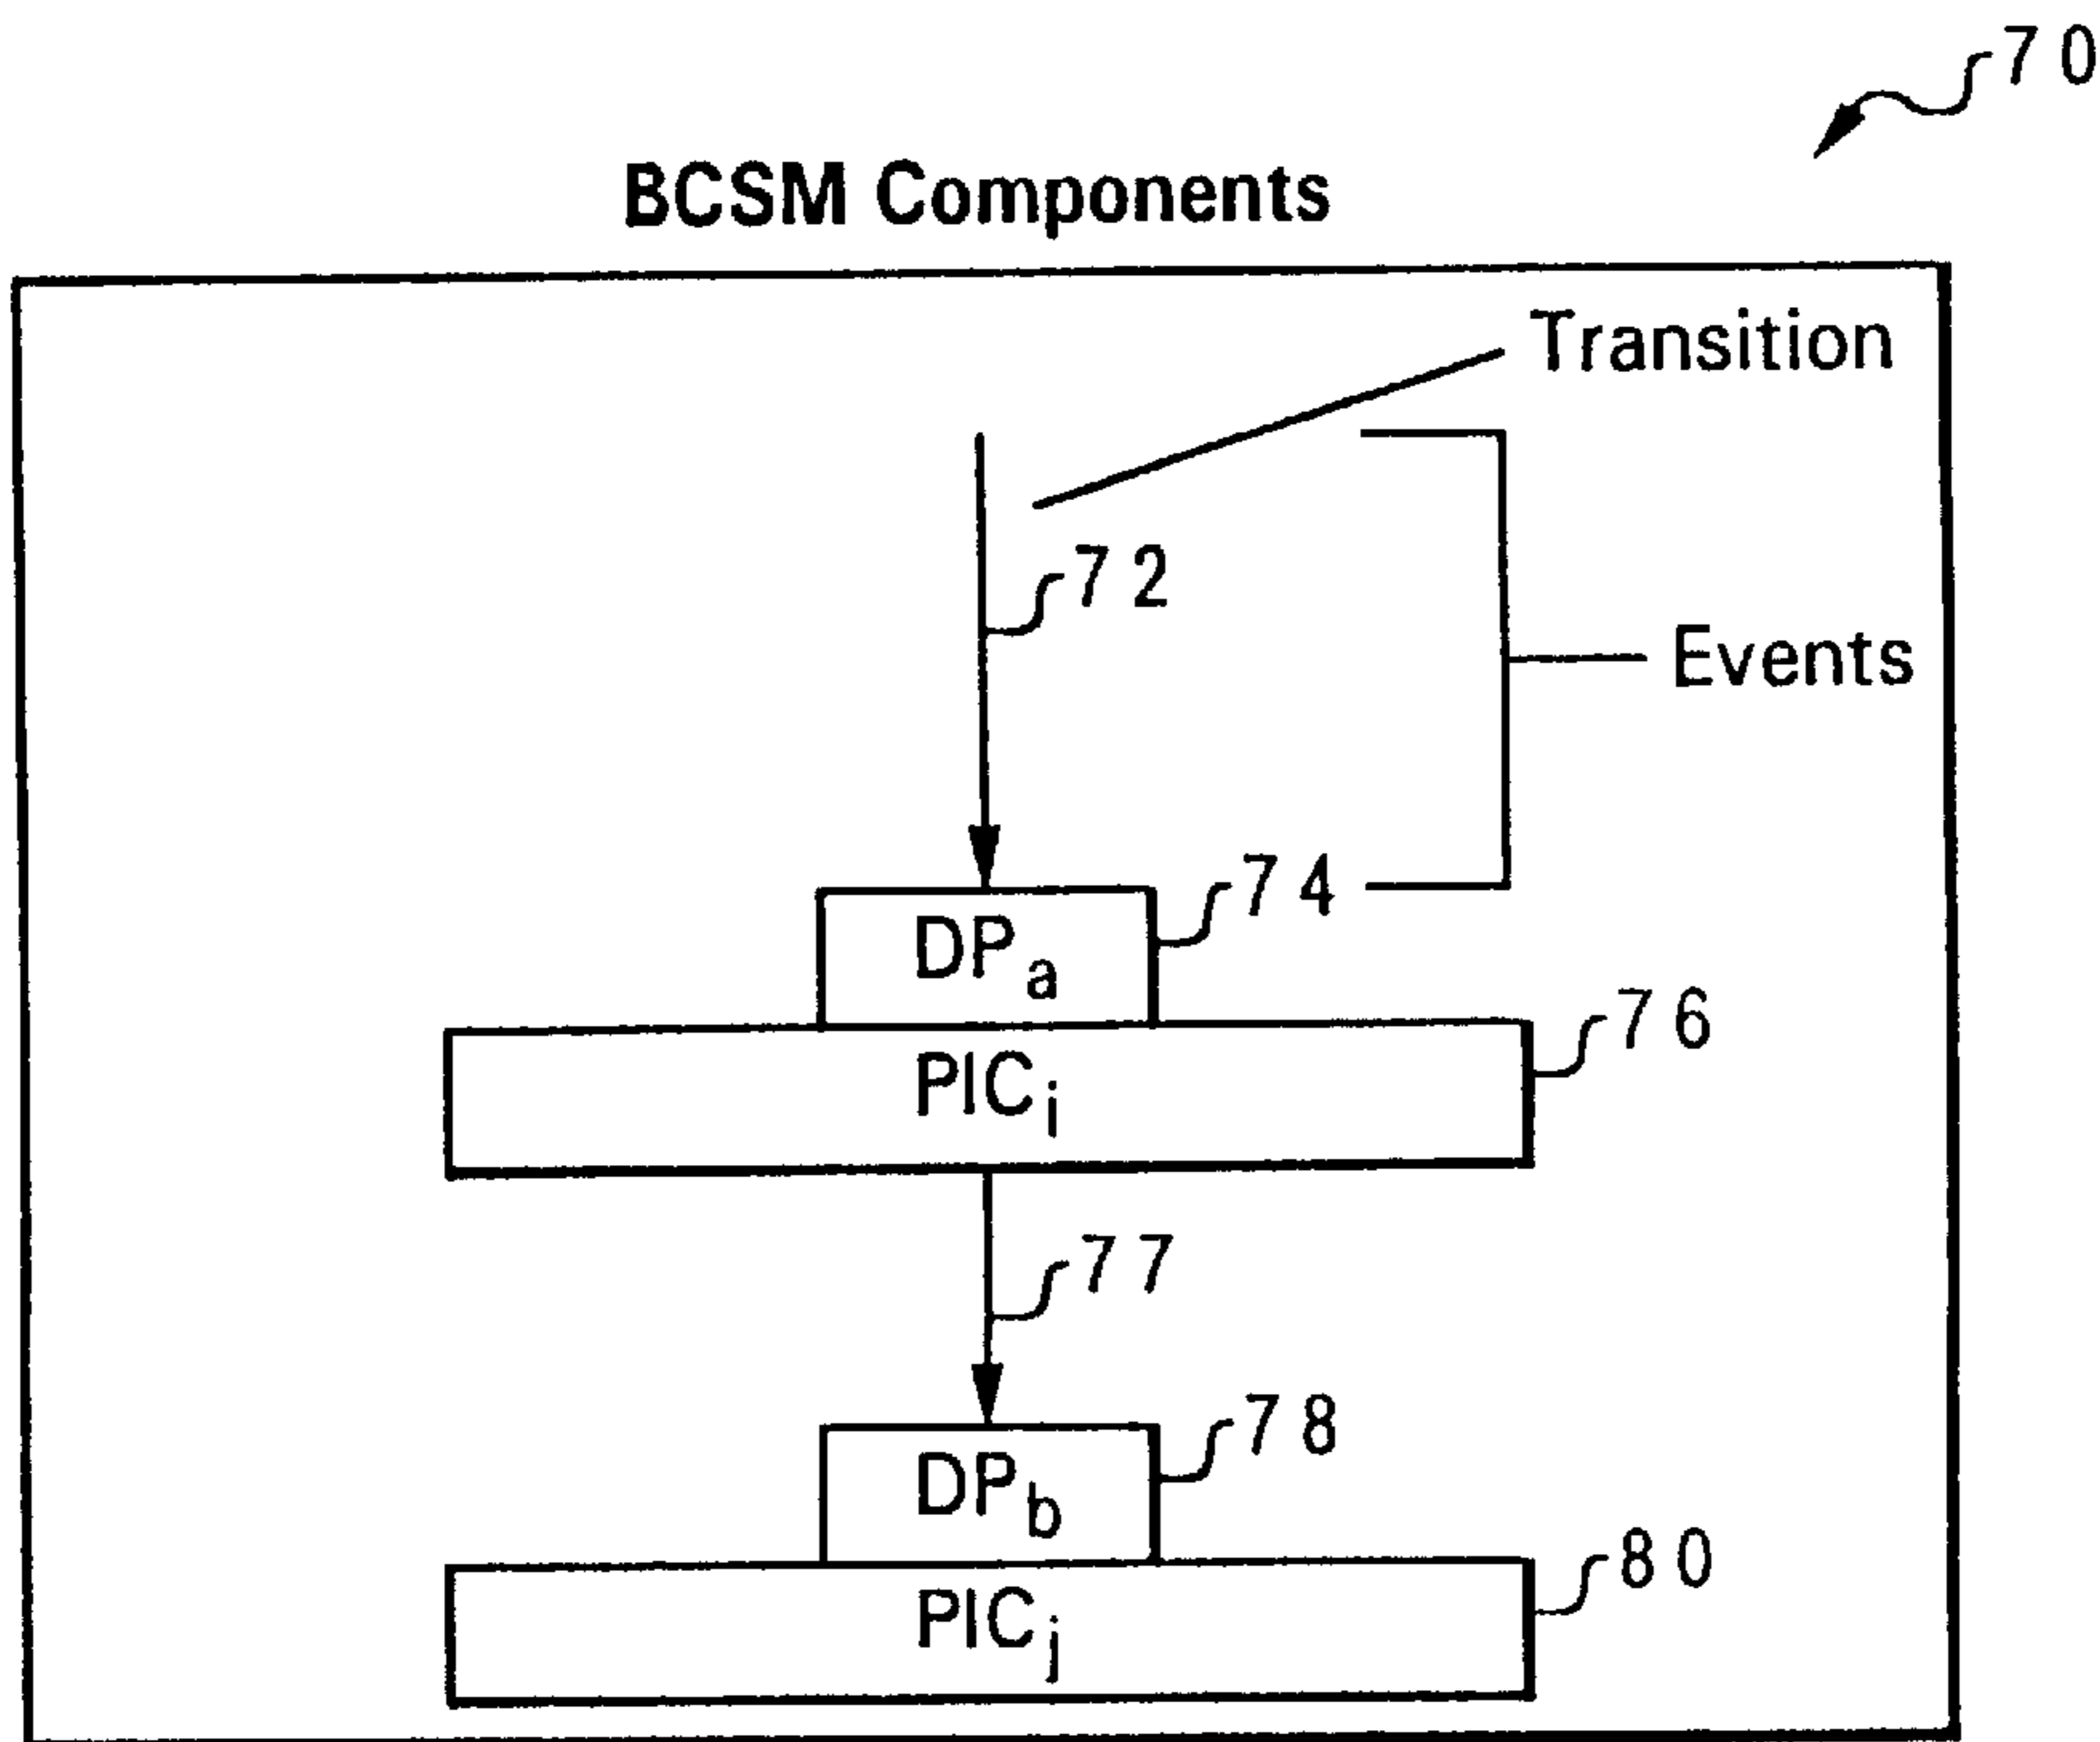 70
BCSM Components
Transition
72
Events
74
DPa
76
PICi
77
78
DPb
80
PICj